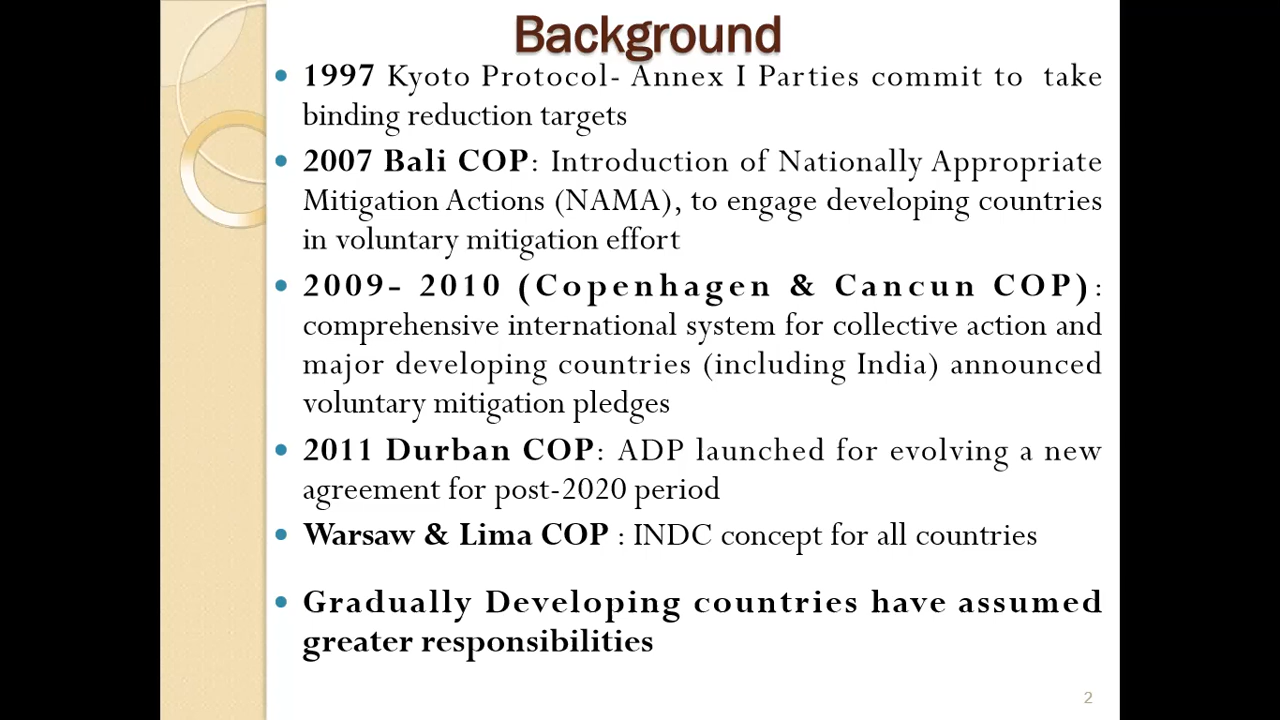 Background
1997 Kyoto Protocol- Annex I Parties commit to take
binding reduction targets
2007 Bali COP: Introduction of Nationally Appropriate
Mitigation Actions (NAMA), to engage developing countries
in voluntary mitigation effort
2009- 2010 (Copenhagen & Cancun COP):
comprehensive international system for collective action and
major developing countries (including India) announced
voluntary mitigation pledges
2011 Durban COP: ADP launched for evolving a new
agreement for post-2020 period
Warsaw & Lima COP : INDC concept for all countries
Gradually Developing countries have assumed
greater responsibilities
2